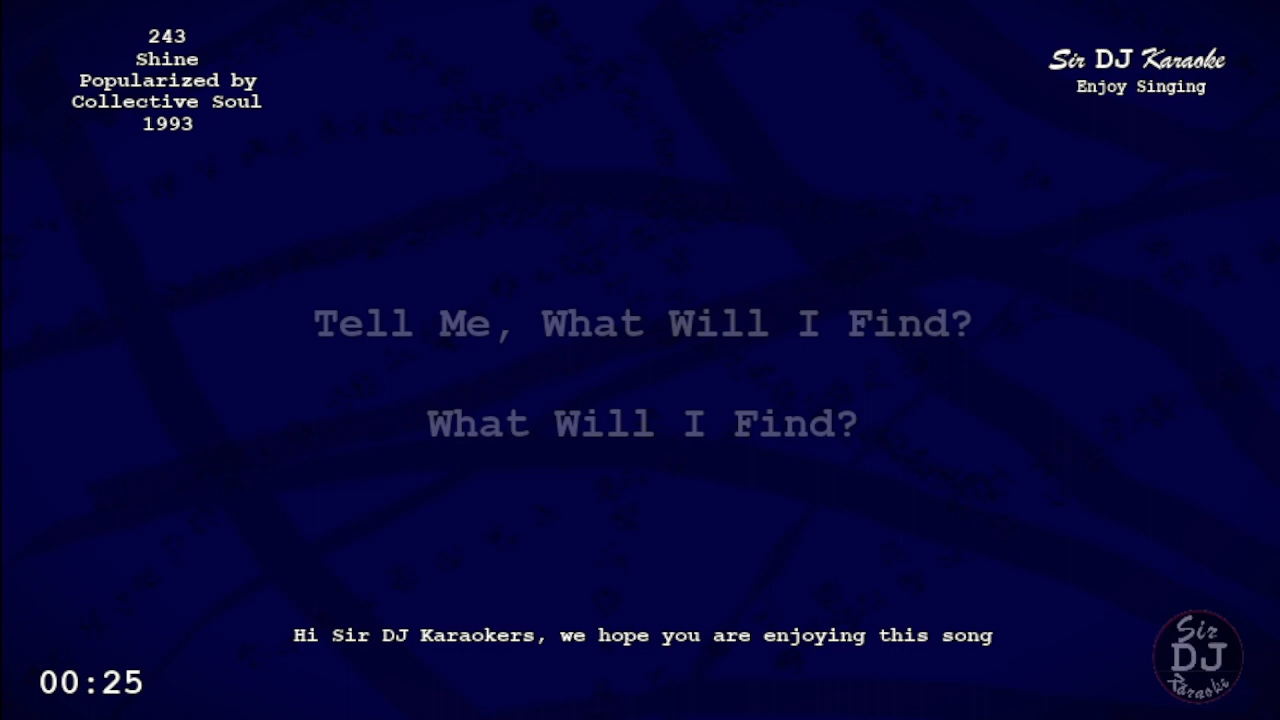 243
Shine
Popularized by
Collective Soul
1993
Sir DJ Karaoke
Enjoy Singing
Tell Me, What Will I Find?
What Will I Find?
Hi Sir DJ Karaokers, we hope you are enjoying this song
00:25
Sir
DJ
Karaoke